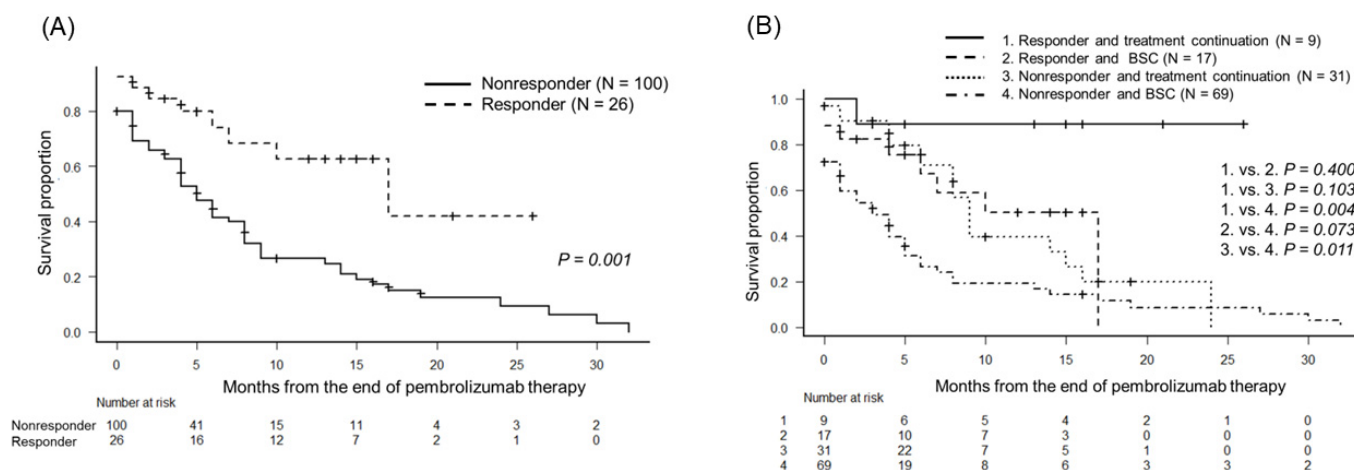 (A)
Nonresponder (N = 100)
Responder (N = 26)
Survival proportion
0.8
0.6
0.4
0.2
0.0
P = 0.001
0 5 10 15 20 25 30
Months from the end of pembrolizumab therapy
Number at risk
Nonresponder 100 41 15 11 4 3 2
Responder 26 16 12 7 2 1 0
(B)
1. Responder and treatment continuation (N = 9)
2. Responder and BSC (N = 17)
3. Nonresponder and treatment continuation (N = 31)
4. Nonresponder and BSC (N = 69)
Survival proportion
1.0
0.8
0.6
0.4
0.2
0.0
1. vs. 2. P = 0.400
1. vs. 3. P = 0.103
1. vs. 4. P = 0.004
2. vs. 4. P = 0.073
3. vs. 4. P = 0.011
0 5 10 15 20 25 30
Months from the end of pembrolizumab therapy
Number at risk
1 9 6 5 4 2 1 0
2 17 10 7 3 0 0 0
3 31 22 7 5 1 0 0
4 69 19 8 6 3 3 2